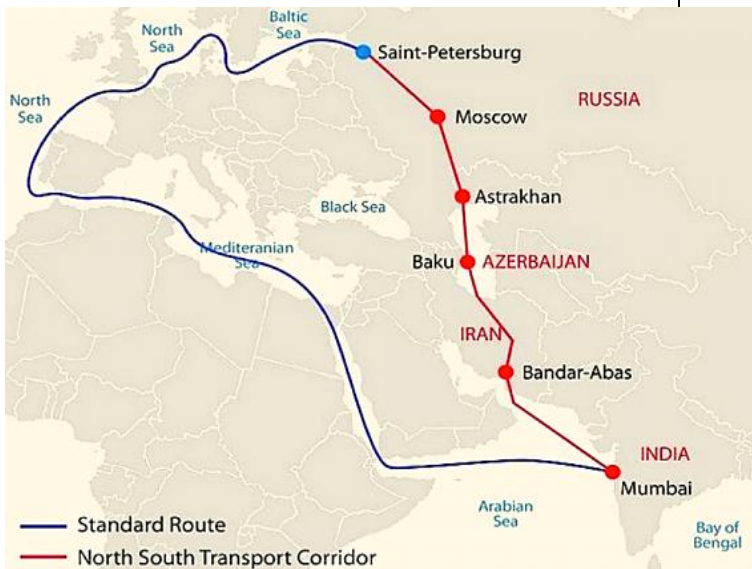 Baltic
Sea
North
Sea
Saint-Petersburg
North
Sea
RUSSIA
Moscow
Astrakhan
Black Sea
Mediteranian
Sea
Baku
AZERBAIJAN
IRAN
Bandar-Abas
INDIA
Mumbai
Arabian
Sea
Bay of
Bengal
Standard Route
North South Transport Corridor